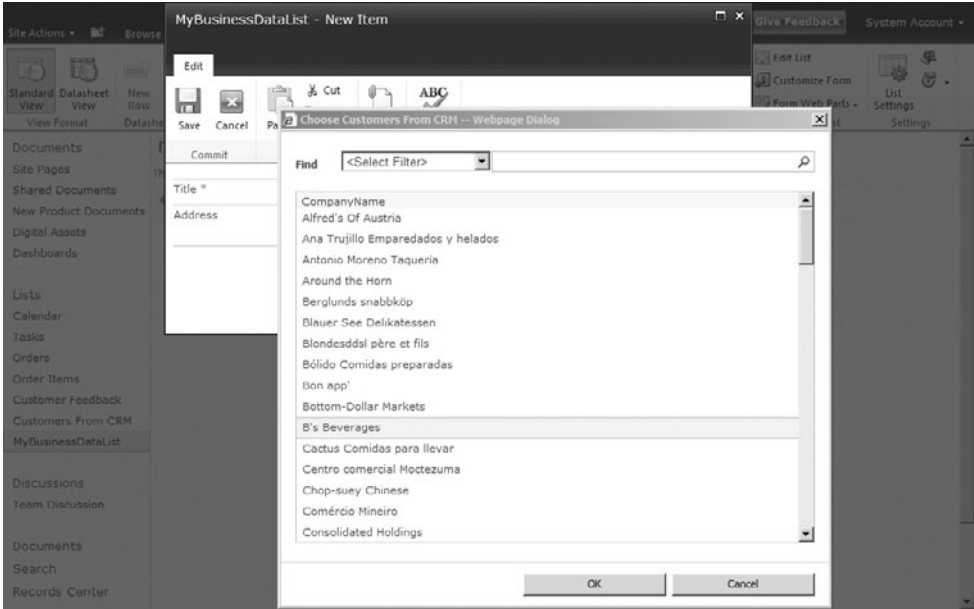 MyBusinessDataList - New Item
Give Feedback
System Account
Site Actions
Browse
Edit
Standard View
Datasheet View
New Row
View Format
Datashe
Save
Cancel
Cut
ABC
Commit
Edit List
Customize Form
Form Web Parts
List Settings
Settings
Choose Customers From CRM -- Webpage Dialog
Find
<Select Filter>
CompanyName
Alfred's Of Austria
Ana Trujillo Emparedados y helados
Antonio Moreno Taquería
Around the Horn
Berglunds snabbköp
Blauer See Delikatessen
Blondesddsl père et fils
Bólido Comidas preparadas
Bon app'
Bottom-Dollar Markets
B's Beverages
Cactus Comidas para llevar
Centro comercial Moctezuma
Chop-suey Chinese
Comércio Mineiro
Consolidated Holdings
OK
Cancel
Title *
Address
Documents
Site Pages
Shared Documents
New Product Documents
Digital Assets
Dashboards
Lists
Calendar
Tasks
Orders
Order Items
Customer Feedback
Customers From CRM
MyBusinessDataList
Discussions
Team Discussion
Documents
Search
Records Center